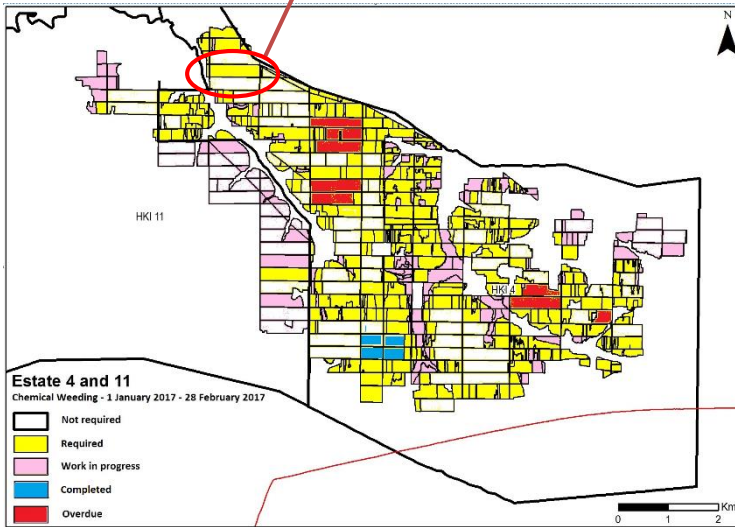 N
HKI 11
HKI 4
Estate 4 and 11
Chemical Weeding - 1 January 2017 - 28 February 2017
Not required
Required
Work in progress
Completed
Overdue
0 1 2 Km